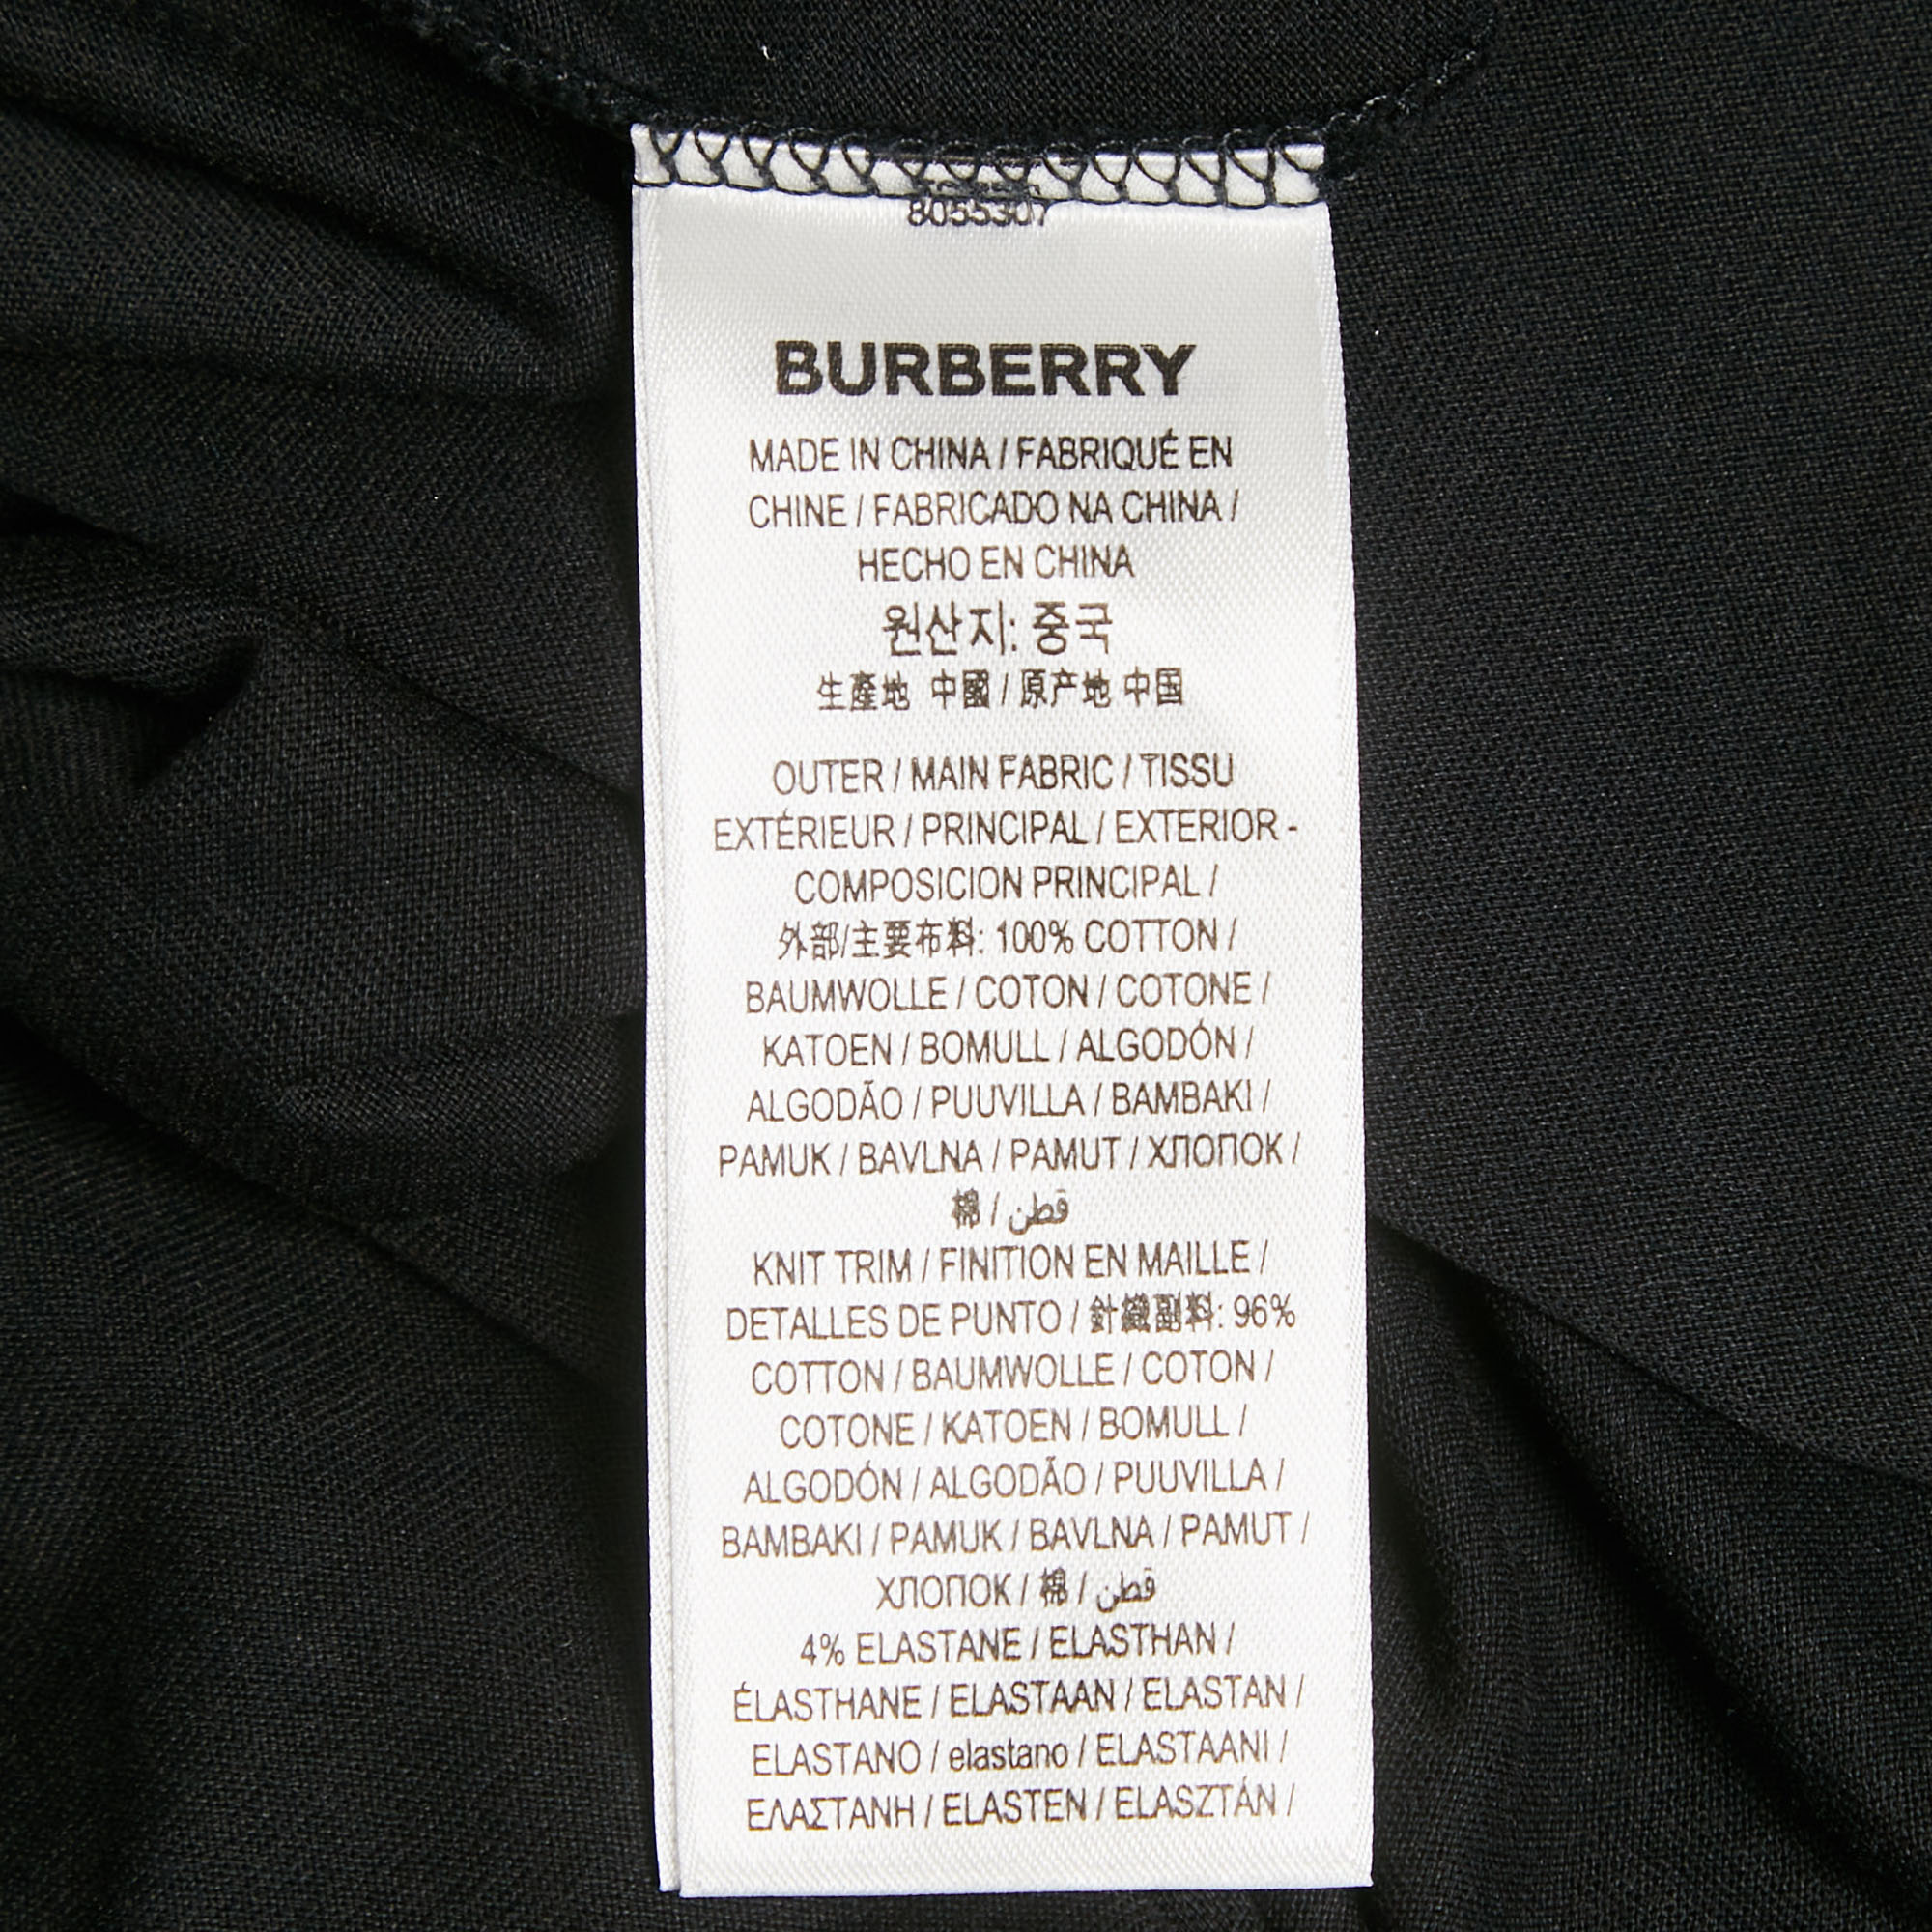 8055307
BURBERRY
MADE IN CHINA / FABRIQUÉ EN
CHINE / FABRICADO NA CHINA /
HECHO EN CHINA
원산지: 중국
生產地 中國 / 原产地 中国
OUTER / MAIN FABRIC / TISSU
EXTÉRIEUR / PRINCIPAL / EXTERIOR -
COMPOSICION PRINCIPAL /
外部/主要布料: 100% COTTON /
BAUMWOLLE / COTON / COTONE /
KATOEN / BOMULL / ALGODÓN /
ALGODÃO / PUUVILLA / BAMBAKI /
PAMUK / BAVLNA / PAMUT / ХЛОПОК /
棉 / قطن
KNIT TRIM / FINITION EN MAILLE /
DETALLES DE PUNTO / 針織副料: 96%
COTTON / BAUMWOLLE / COTON /
COTONE / KATOEN / BOMULL /
ALGODÓN / ALGODÃO / PUUVILLA /
BAMBAKI / PAMUK / BAVLNA / PAMUT /
ХЛОПОК / 棉 / قطن
4% ELASTANE / ELASTHAN /
ÉLASTHANE / ELASTAAN / ELASTAN /
ELASTANO / elastano / ELASTAANI /
ΕΛΑΣΤΑΝΗ / ELASTEN / ELASZTÁN /